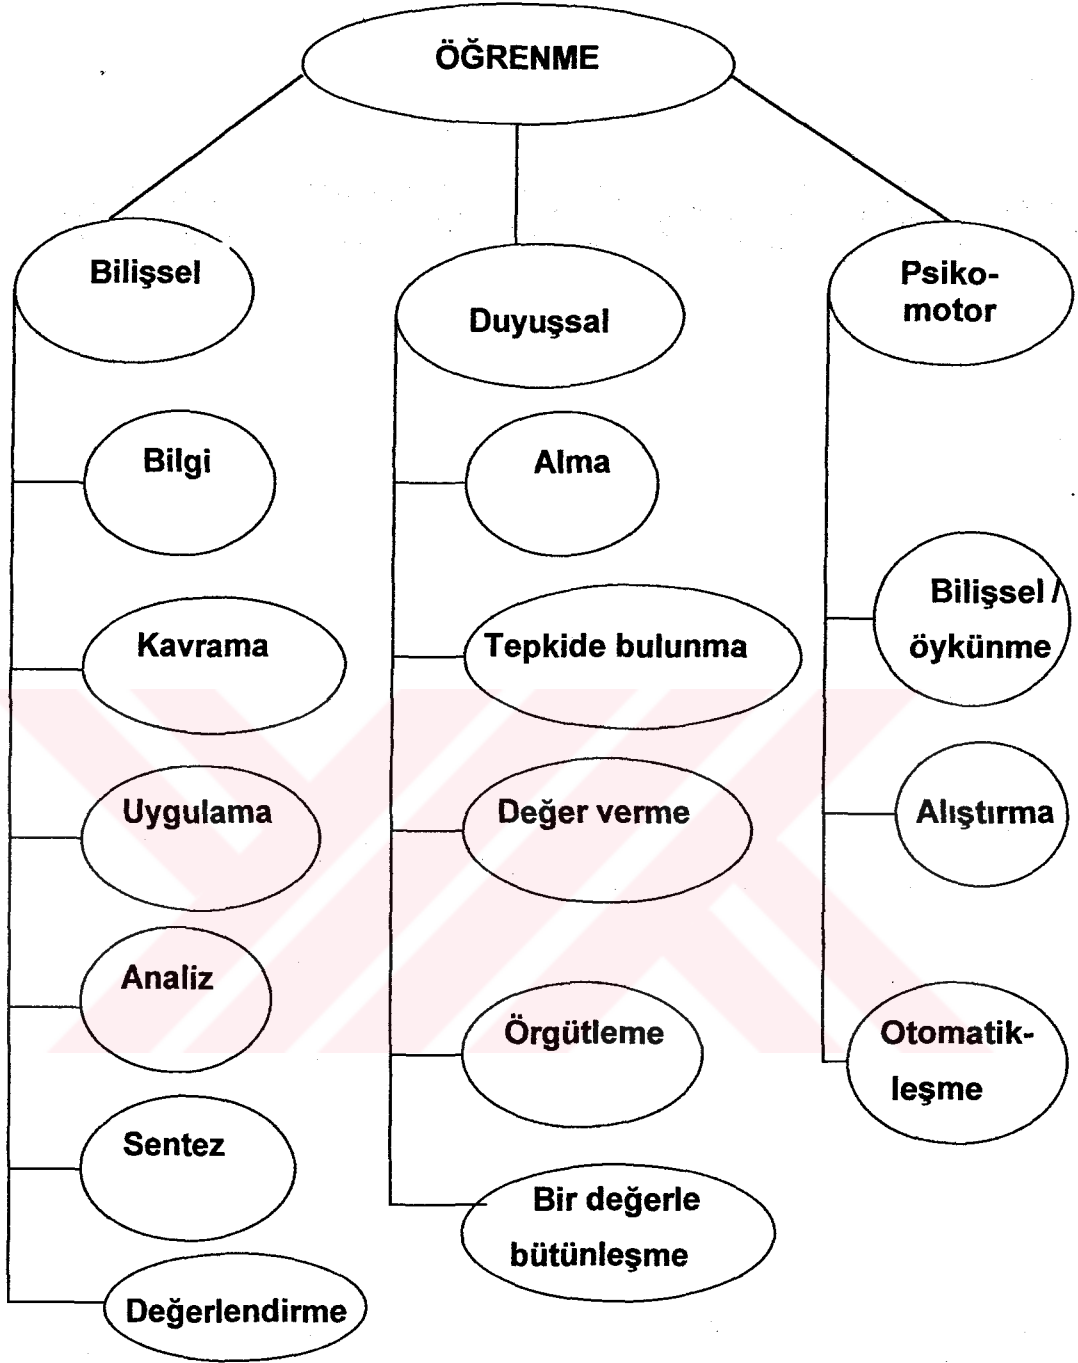 ÖĞRENME
Bilişsel
Bilgi
Kavrama
Uygulama
Analiz
Sentez
Değerlendirme
Duyuşsal
Alma
Tepkide bulunma
Değer verme
Örgütleme
Bir değerle
bütünleşme
Psiko-
motor
Bilişsel /
öykünme
Alıştırma
Otomatik-
leşme